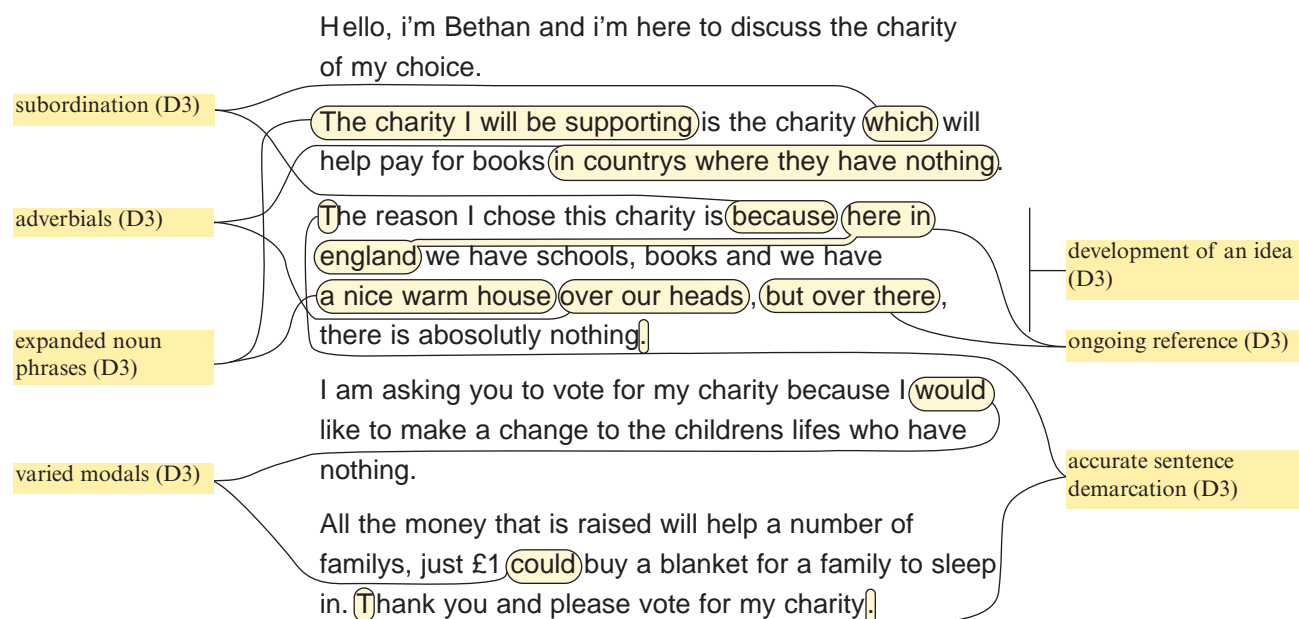 Hello, i'm Bethan and i'm here to discuss the charity
of my choice.
subordination (D3)
The charity I will be supporting is the charity which will
help pay for books in countrys where they have nothing.
adverbials (D3)
The reason I chose this charity is because here in
england we have schools, books and we have
a nice warm house over our heads, but over there,
there is abosolutly nothing.
development of an idea
(D3)
expanded noun
phrases (D3)
ongoing reference (D3)
I am asking you to vote for my charity because I would
like to make a change to the childrens lifes who have
nothing.
varied modals (D3)
accurate sentence
demarcation (D3)
All the money that is raised will help a number of
familys, just £1 could buy a blanket for a family to sleep
in. Thank you and please vote for my charity.